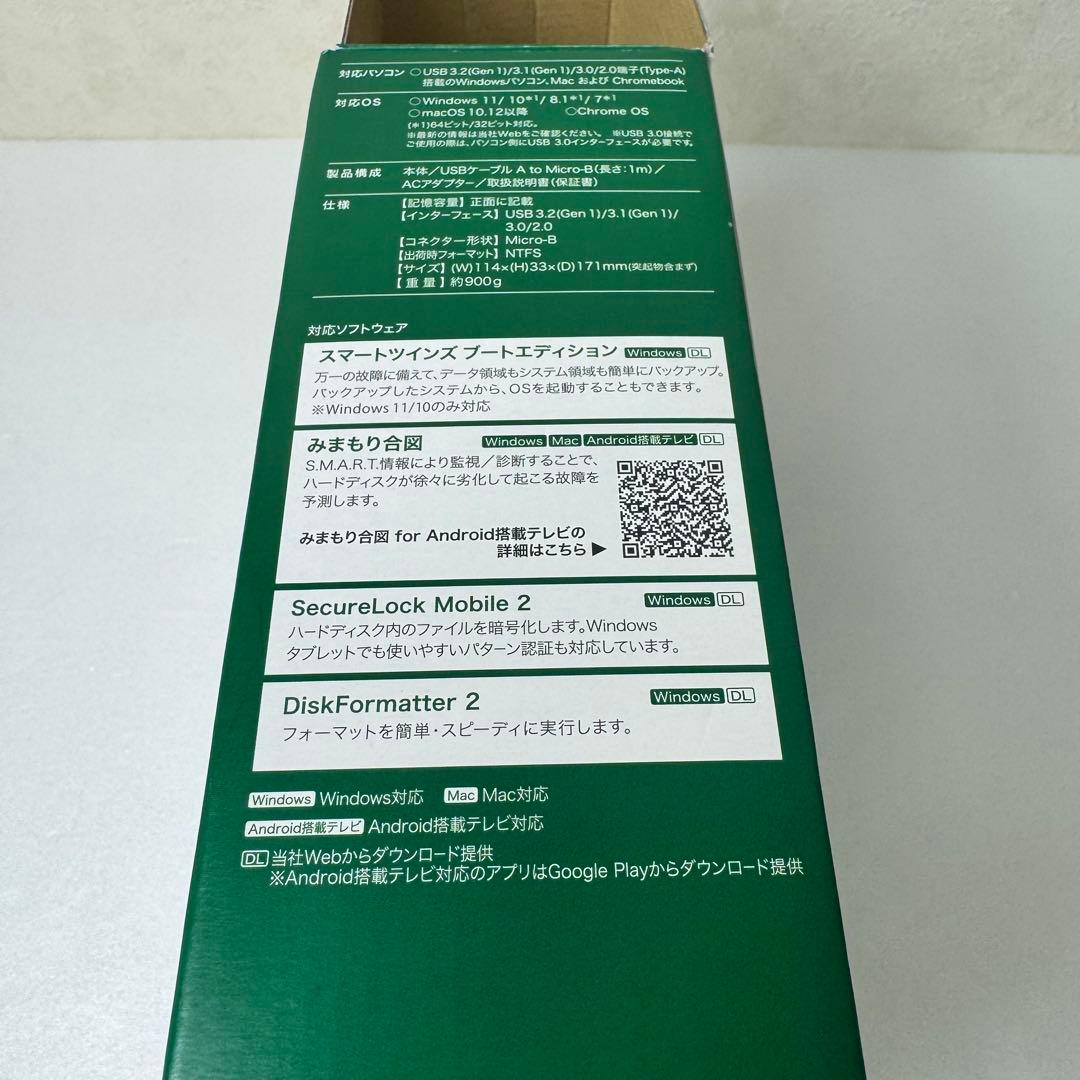 対応パソコン ○USB 3.2(Gen 1)/3.1(Gen 1)/3.0/2.0端子(Type-A)
搭載のWindowsパソコン、Mac および Chromebook
対応OS ○Windows 11/ 10*1/ 8.1*1/ 7*1
○macOS 10.12以降 ○Chrome OS
(*1)64ビット/32ビット対応。
※最新の情報は当社Webをご確認ください。 ※USB 3.0接続で
ご使用の際は、パソコン側にUSB 3.0インターフェースが必要です。
製品構成 本体/USBケーブル A to Micro-B(長さ:1m)/
ACアダプター/取扱説明書(保証書)
仕様 【記憶容量】 正面に記載
【インターフェース】 USB 3.2(Gen 1)/3.1(Gen 1)/
3.0/2.0
【コネクター形状】 Micro-B
【出荷時フォーマット】 NTFS
【サイズ】 (W)114×(H)33×(D)171mm(突起物含まず)
【重量】 約900g
対応ソフトウェア
スマートツインズ ブートエディション Windows DL
万一の故障に備えて、データ領域もシステム領域も簡単にバックアップ。
バックアップしたシステムから、OSを起動することもできます。
※Windows 11/10のみ対応
みまもり合図 Windows Mac Android搭載テレビ DL
S.M.A.R.T.情報により監視/診断することで、
ハードディスクが徐々に劣化して起こる故障を
予測します。
みまもり合図 for Android搭載テレビの
詳細はこちら ▶
SecureLock Mobile 2 Windows DL
ハードディスク内のファイルを暗号化します。Windows
タブレットでも使いやすいパターン認証も対応しています。
DiskFormatter 2 Windows DL
フォーマットを簡単・スピーディに実行します。
Windows Windows対応 Mac Mac対応
Android搭載テレビ Android搭載テレビ対応
DL 当社Webからダウンロード提供
※Android搭載テレビ対応のアプリはGoogle Playからダウンロード提供